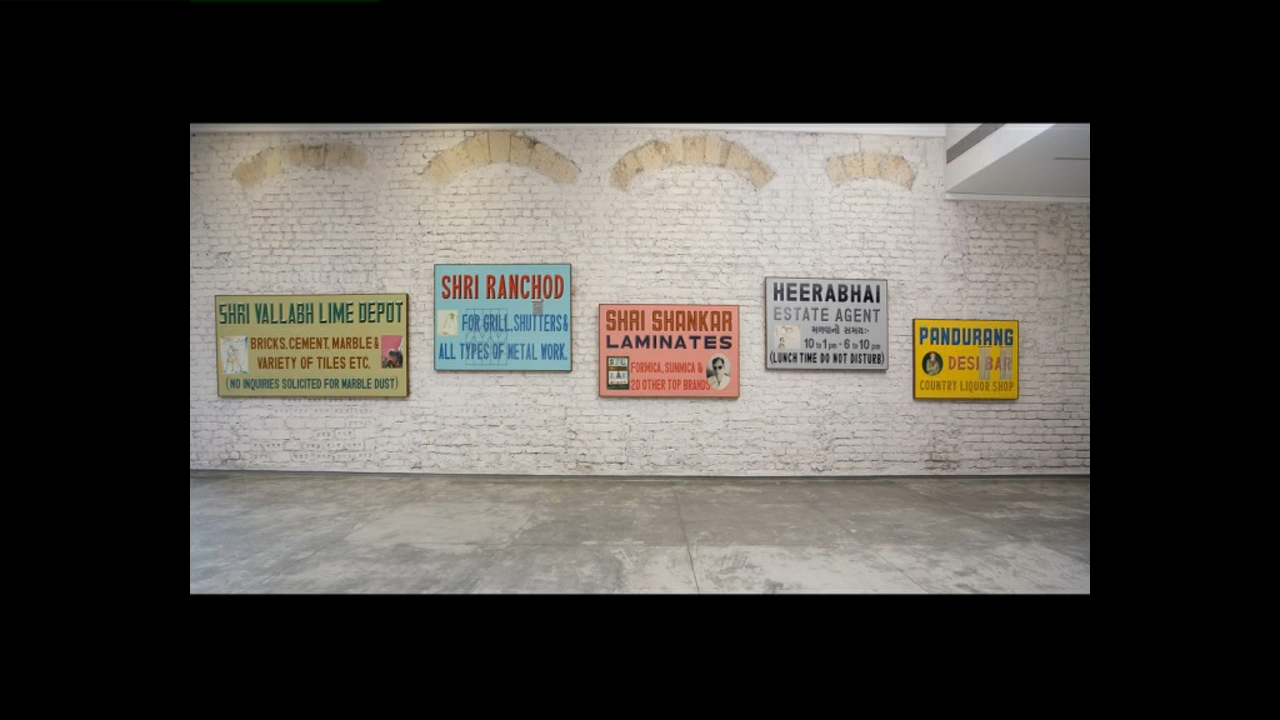 SHRI VALLABH LIME DEPOT
BRICKS, CEMENT, MARBLE &
VARIETY OF TILES ETC.
(NO INQUIRIES SOLICITED FOR MARBLE DUST)
SHRI RANCHOD
FOR GRILL, SHUTTERS &
ALL TYPES OF METAL WORK.
SHRI SHANKAR
LAMINATES
FORMICA, SUNMICA &
20 OTHER TOP BRANDS
HEERABHAI
ESTATE AGENT
મળવાનો સમય:-
10 to 1 pm - 6 to 10 pm
(LUNCH TIME DO NOT DISTURB)
PANDURANG
DESI BAR
COUNTRY LIQUOR SHOP